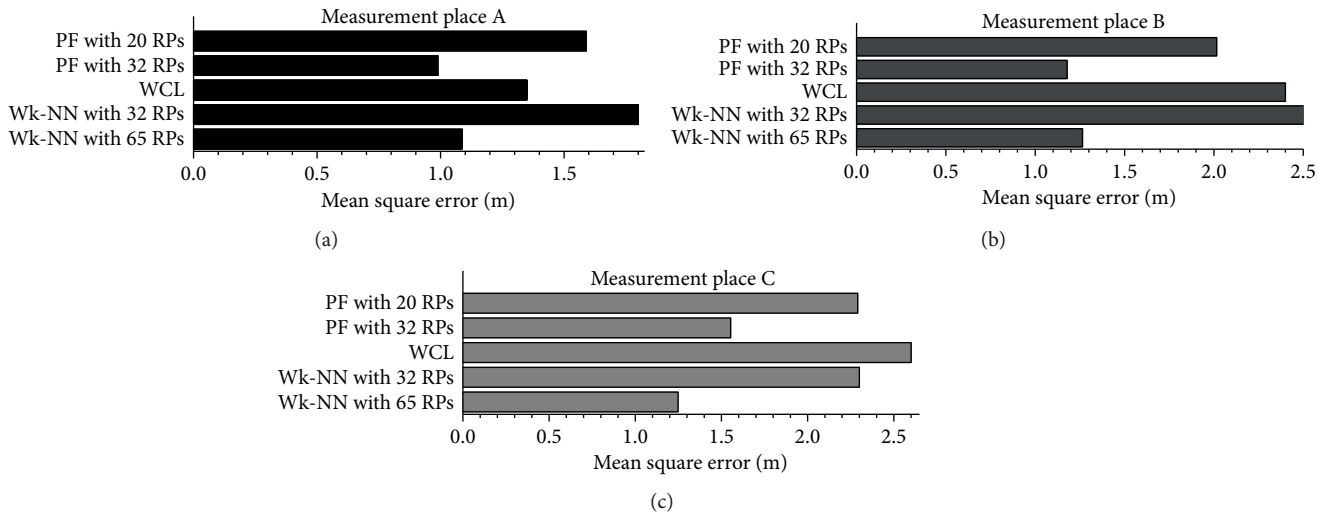 Measurement place A
PF with 20 RPs
PF with 32 RPs
WCL
Wk-NN with 32 RPs
Wk-NN with 65 RPs
0.0 0.5 1.0 1.5
Mean square error (m)
(a)
Measurement place B
PF with 20 RPs
PF with 32 RPs
WCL
Wk-NN with 32 RPs
Wk-NN with 65 RPs
0.0 0.5 1.0 1.5 2.0 2.5
Mean square error (m)
(b)
Measurement place C
PF with 20 RPs
PF with 32 RPs
WCL
Wk-NN with 32 RPs
Wk-NN with 65 RPs
0.0 0.5 1.0 1.5 2.0 2.5
Mean square error (m)
(c)